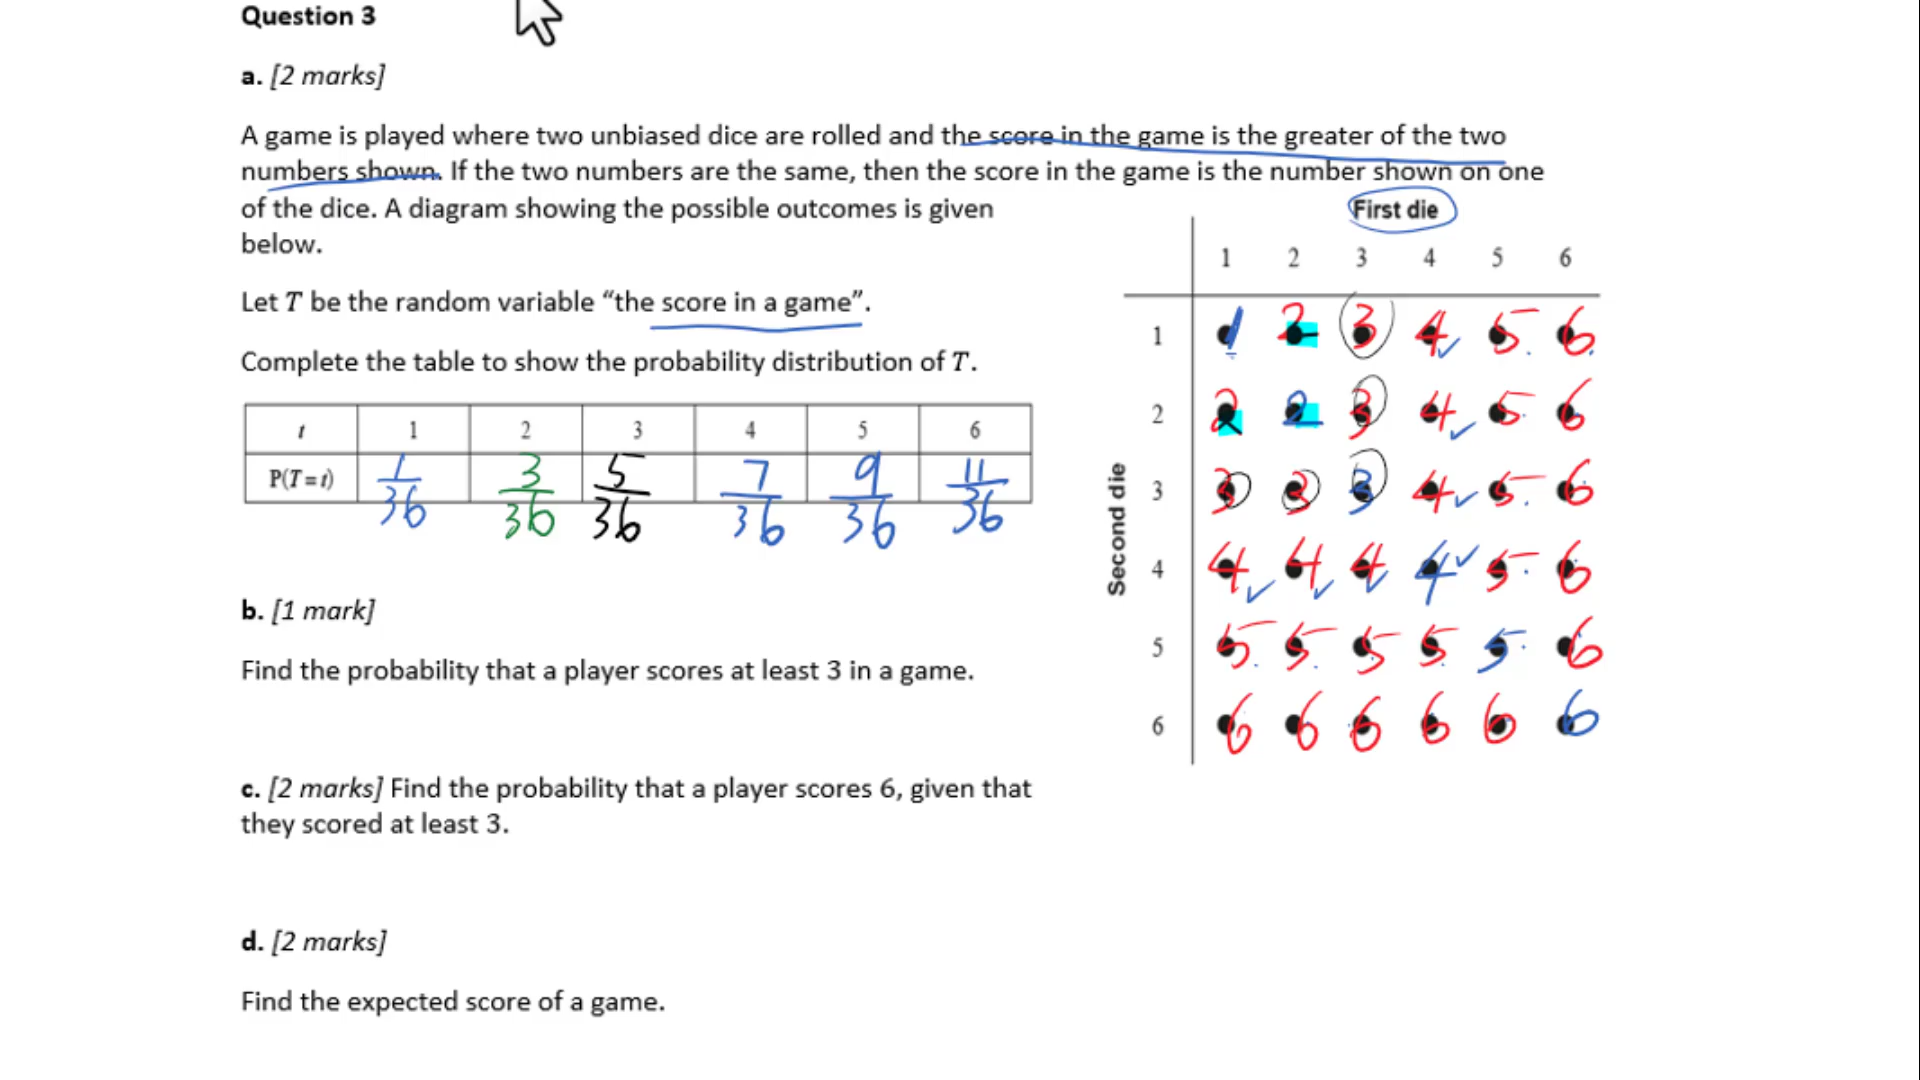 Question 3
a. [2 marks]
A game is played where two unbiased dice are rolled and the score in the game is the greater of the two
numbers shown. If the two numbers are the same, then the score in the game is the number shown on one
of the dice. A diagram showing the possible outcomes is given
below.
Let T be the random variable “the score in a game”.
Complete the table to show the probability distribution of T.
t 1 2 3 4 5 6
P(T = t) 1/36 3/36 5/36 7/36 9/36 11/36
b. [1 mark]
Find the probability that a player scores at least 3 in a game.
c. [2 marks] Find the probability that a player scores 6, given that
they scored at least 3.
d. [2 marks]
Find the expected score of a game.
First die
1 2 3 4 5 6
Second die
1 1 2 3 4 5 6
2 2 2 3 4 5 6
3 3 3 3 4 5 6
4 4 4 4 4 5 6
5 5 5 5 5 5 6
6 6 6 6 6 6 6